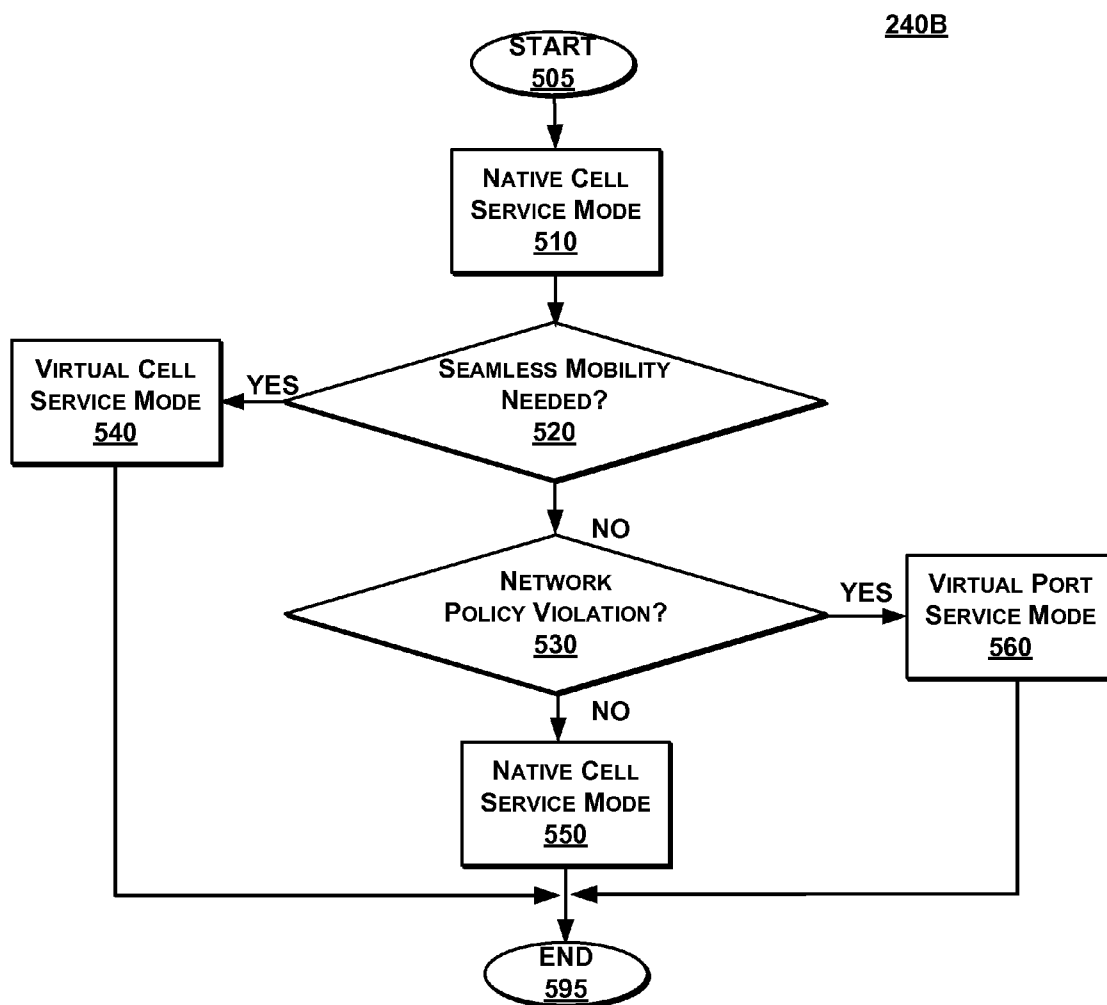 240B
START
505
NATIVE CELL
SERVICE MODE
510
SEAMLESS MOBILITY
NEEDED?
520
YES
VIRTUAL CELL
SERVICE MODE
540
NO
NETWORK
POLICY VIOLATION?
530
YES
VIRTUAL PORT
SERVICE MODE
560
NO
NATIVE CELL
SERVICE MODE
550
END
595